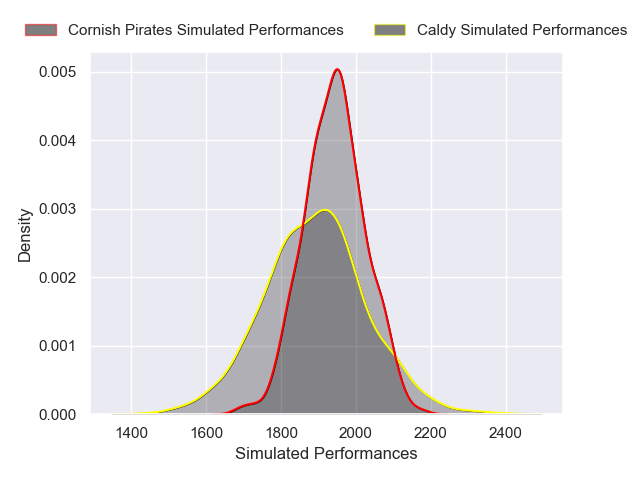 Cornish Pirates Simulated Performances
Caldy Simulated Performances
0.005
0.004
0.003
0.002
0.001
0.000
Density
1400 1600 1800 2000 2200 2400
Simulated Performances